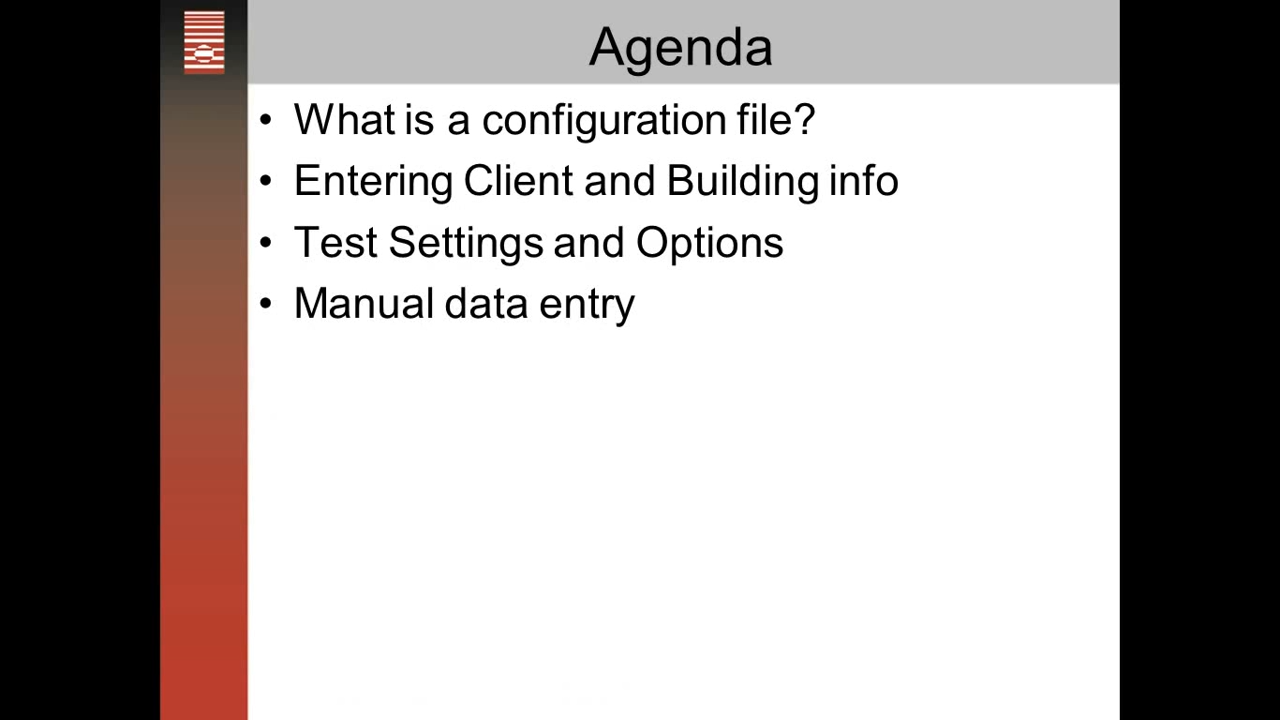 Agenda
• What is a configuration file?
• Entering Client and Building info
• Test Settings and Options
• Manual data entry